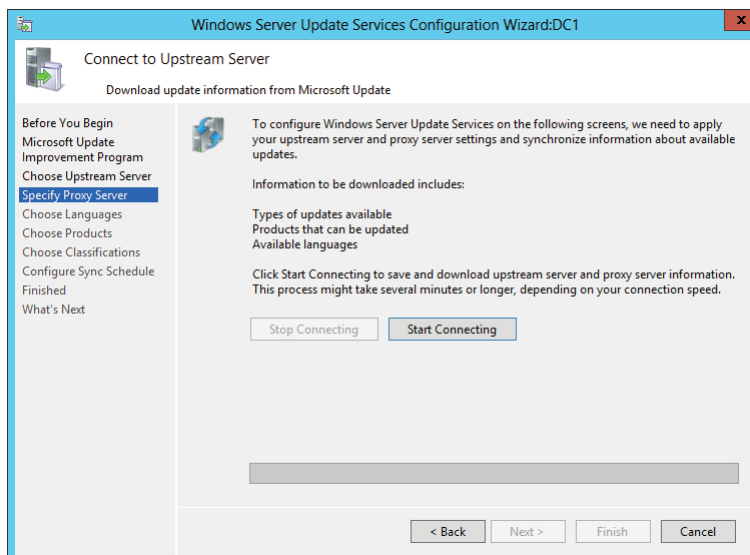 Windows Server Update Services Configuration Wizard:DC1
x
Connect to Upstream Server
Download update information from Microsoft Update
Before You Begin
Microsoft Update
Improvement Program
Choose Upstream Server
Specify Proxy Server
Choose Languages
Choose Products
Choose Classifications
Configure Sync Schedule
Finished
What's Next
To configure Windows Server Update Services on the following screens, we need to apply
your upstream server and proxy server settings and synchronize information about available
updates.
Information to be downloaded includes:
Types of updates available
Products that can be updated
Available languages
Click Start Connecting to save and download upstream server and proxy server information.
This process might take several minutes or longer, depending on your connection speed.
Stop Connecting
Start Connecting
< Back
Next >
Finish
Cancel